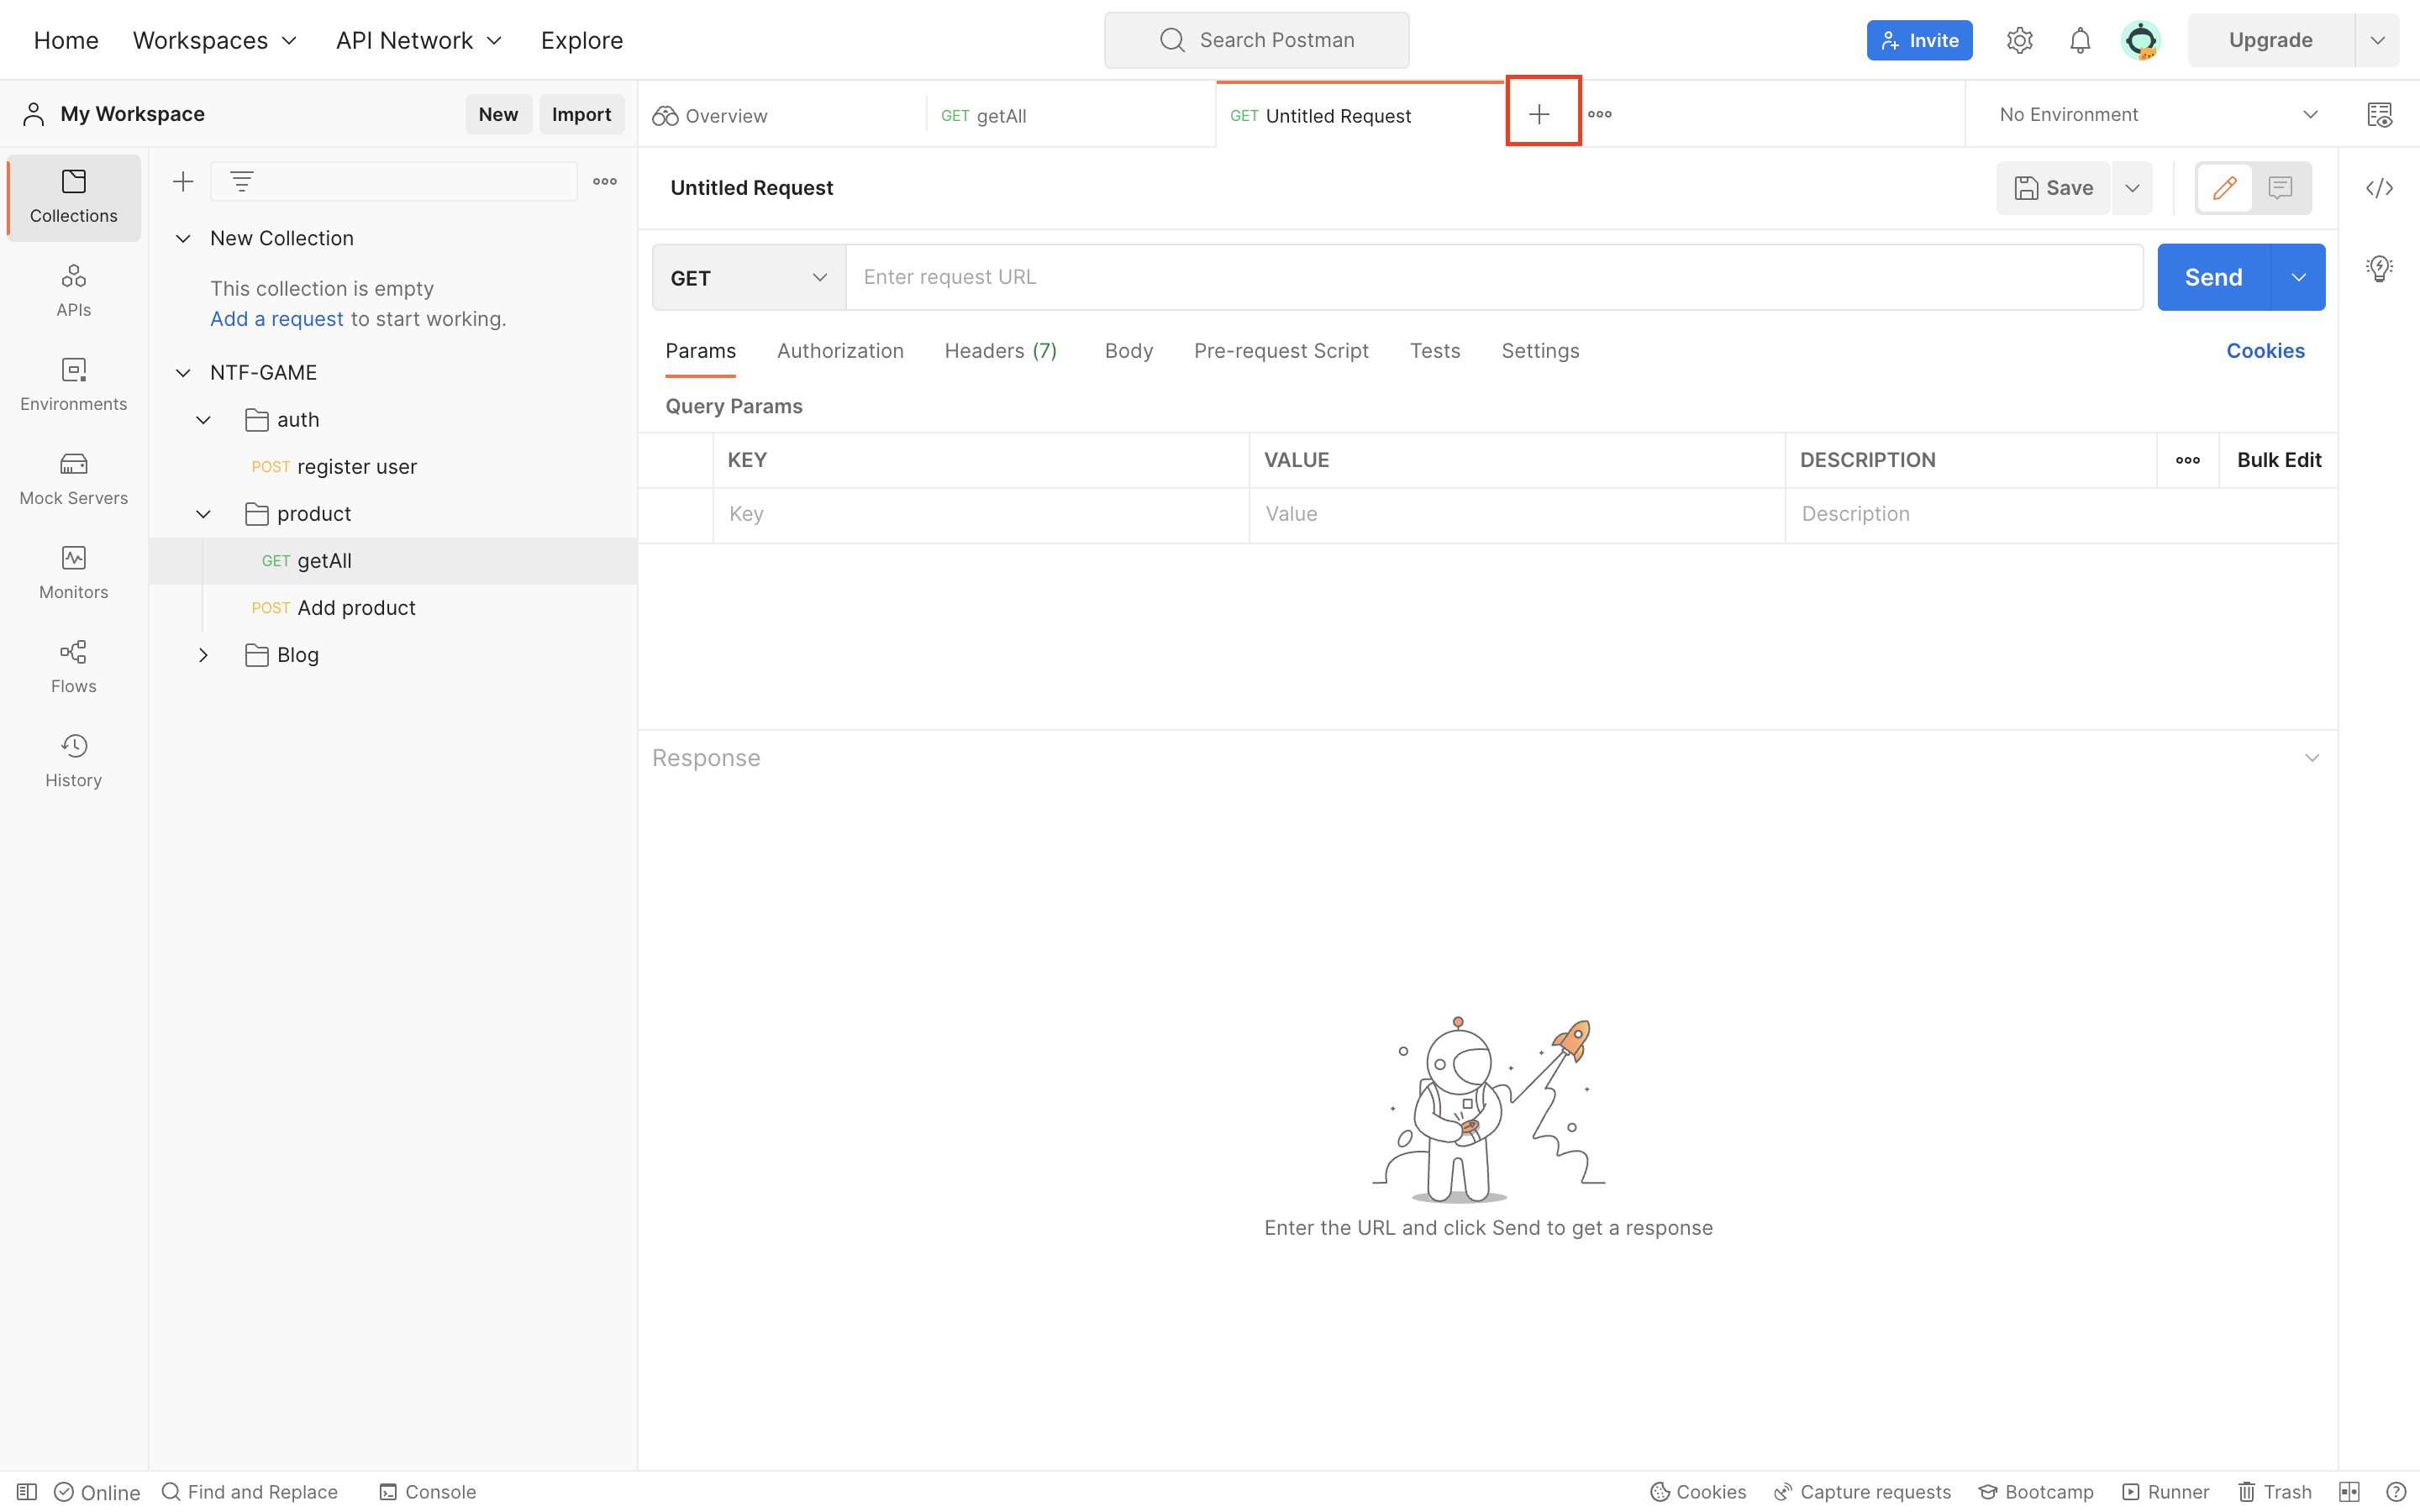 Home Workspaces API Network Explore Search Postman Invite Upgrade
My Workspace New Import Overview GET getAll GET Untitled Request No Environment
Collections
APIs
Environments
Mock Servers
Monitors
Flows
History
New Collection
This collection is empty
Add a request to start working.
NTF-GAME
auth
POST register user
product
GET getAll
POST Add product
Blog
Untitled Request Save
GET Enter request URL Send
Params Authorization Headers (7) Body Pre-request Script Tests Settings Cookies
Query Params
KEY VALUE DESCRIPTION Bulk Edit
Key Value Description
Response
Enter the URL and click Send to get a response
Online Find and Replace Console Cookies Capture requests Bootcamp Runner Trash